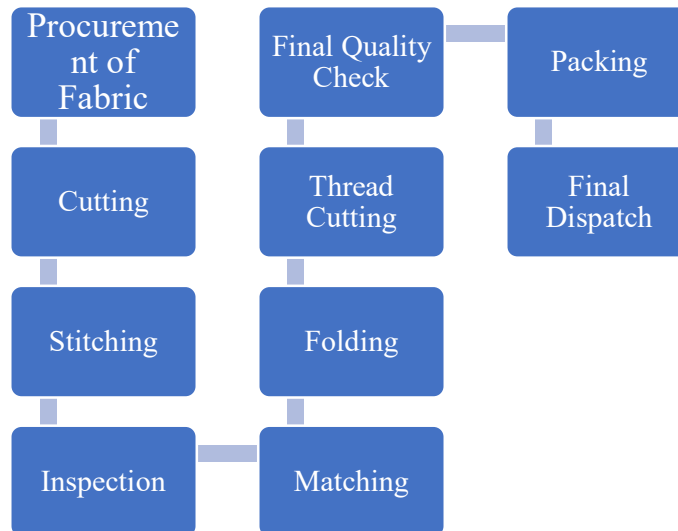 Procureme
nt of
Fabric
Cutting
Stitching
Inspection
Matching
Folding
Thread
Cutting
Final Quality
Check
Packing
Final
Dispatch